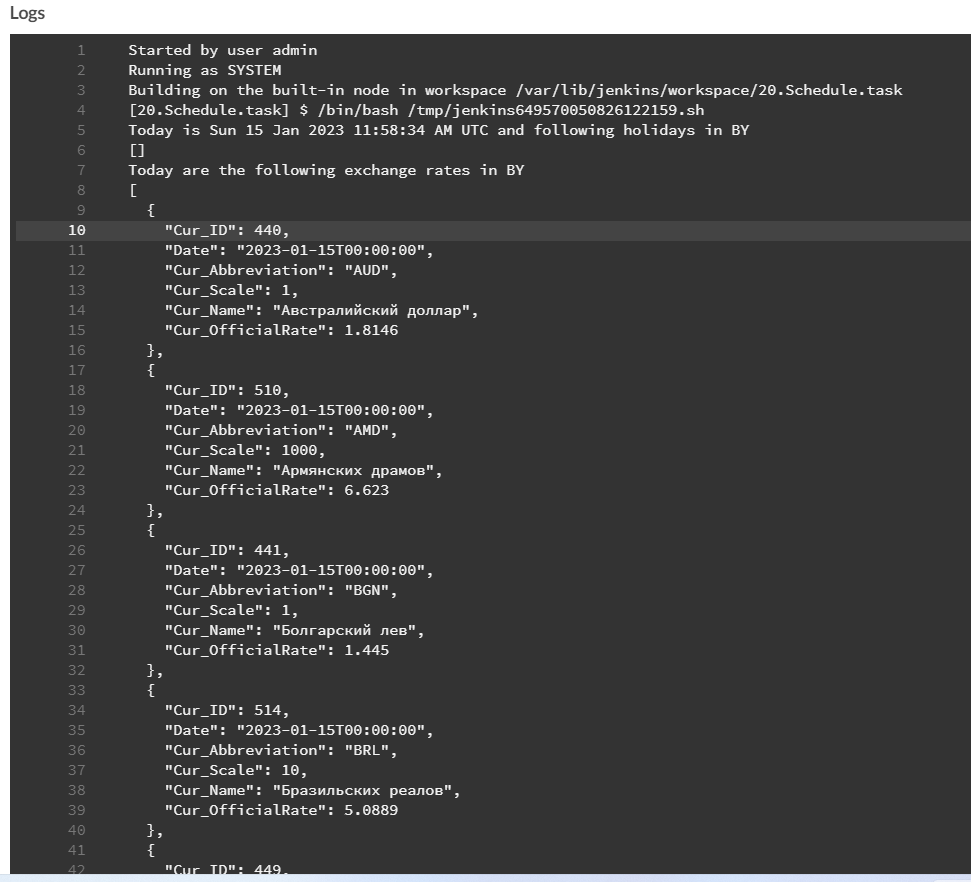 Logs
1 Started by user admin
2 Running as SYSTEM
3 Building on the built-in node in workspace /var/lib/jenkins/workspace/20.Schedule.task
4 [20.Schedule.task] $ /bin/bash /tmp/jenkins649570050826122159.sh
5 Today is Sun 15 Jan 2023 11:58:34 AM UTC and following holidays in BY
6 []
7 Today are the following exchange rates in BY
8 [
9 {
10 "Cur_ID": 440,
11 "Date": "2023-01-15T00:00:00",
12 "Cur_Abbreviation": "AUD",
13 "Cur_Scale": 1,
14 "Cur_Name": "Австралийский доллар",
15 "Cur_OfficialRate": 1.8146
16 },
17 {
18 "Cur_ID": 510,
19 "Date": "2023-01-15T00:00:00",
20 "Cur_Abbreviation": "AMD",
21 "Cur_Scale": 1000,
22 "Cur_Name": "Армянских драмов",
23 "Cur_OfficialRate": 6.623
24 },
25 {
26 "Cur_ID": 441,
27 "Date": "2023-01-15T00:00:00",
28 "Cur_Abbreviation": "BGN",
29 "Cur_Scale": 1,
30 "Cur_Name": "Болгарский лев",
31 "Cur_OfficialRate": 1.445
32 },
33 {
34 "Cur_ID": 514,
35 "Date": "2023-01-15T00:00:00",
36 "Cur_Abbreviation": "BRL",
37 "Cur_Scale": 10,
38 "Cur_Name": "Бразильских реалов",
39 "Cur_OfficialRate": 5.0889
40 },
41 {
42 "Cur_ID": 449,